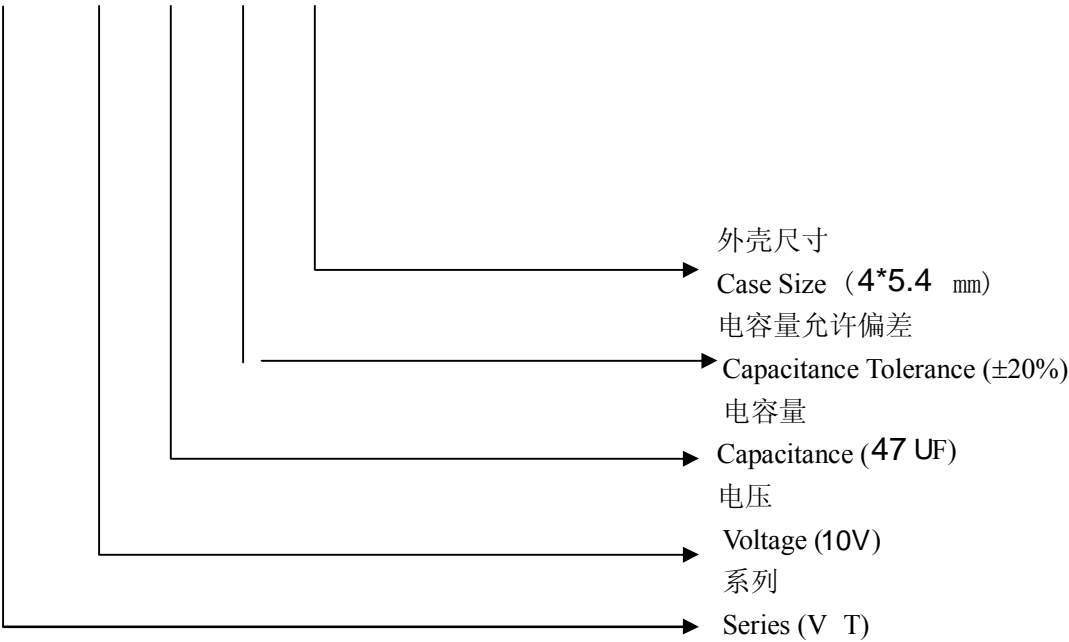 外壳尺寸
Case Size（4*5.4 mm）
电容量允许偏差
Capacitance Tolerance (±20%)
电容量
Capacitance (47 UF)
电压
Voltage (10V)
系列
Series (V T)